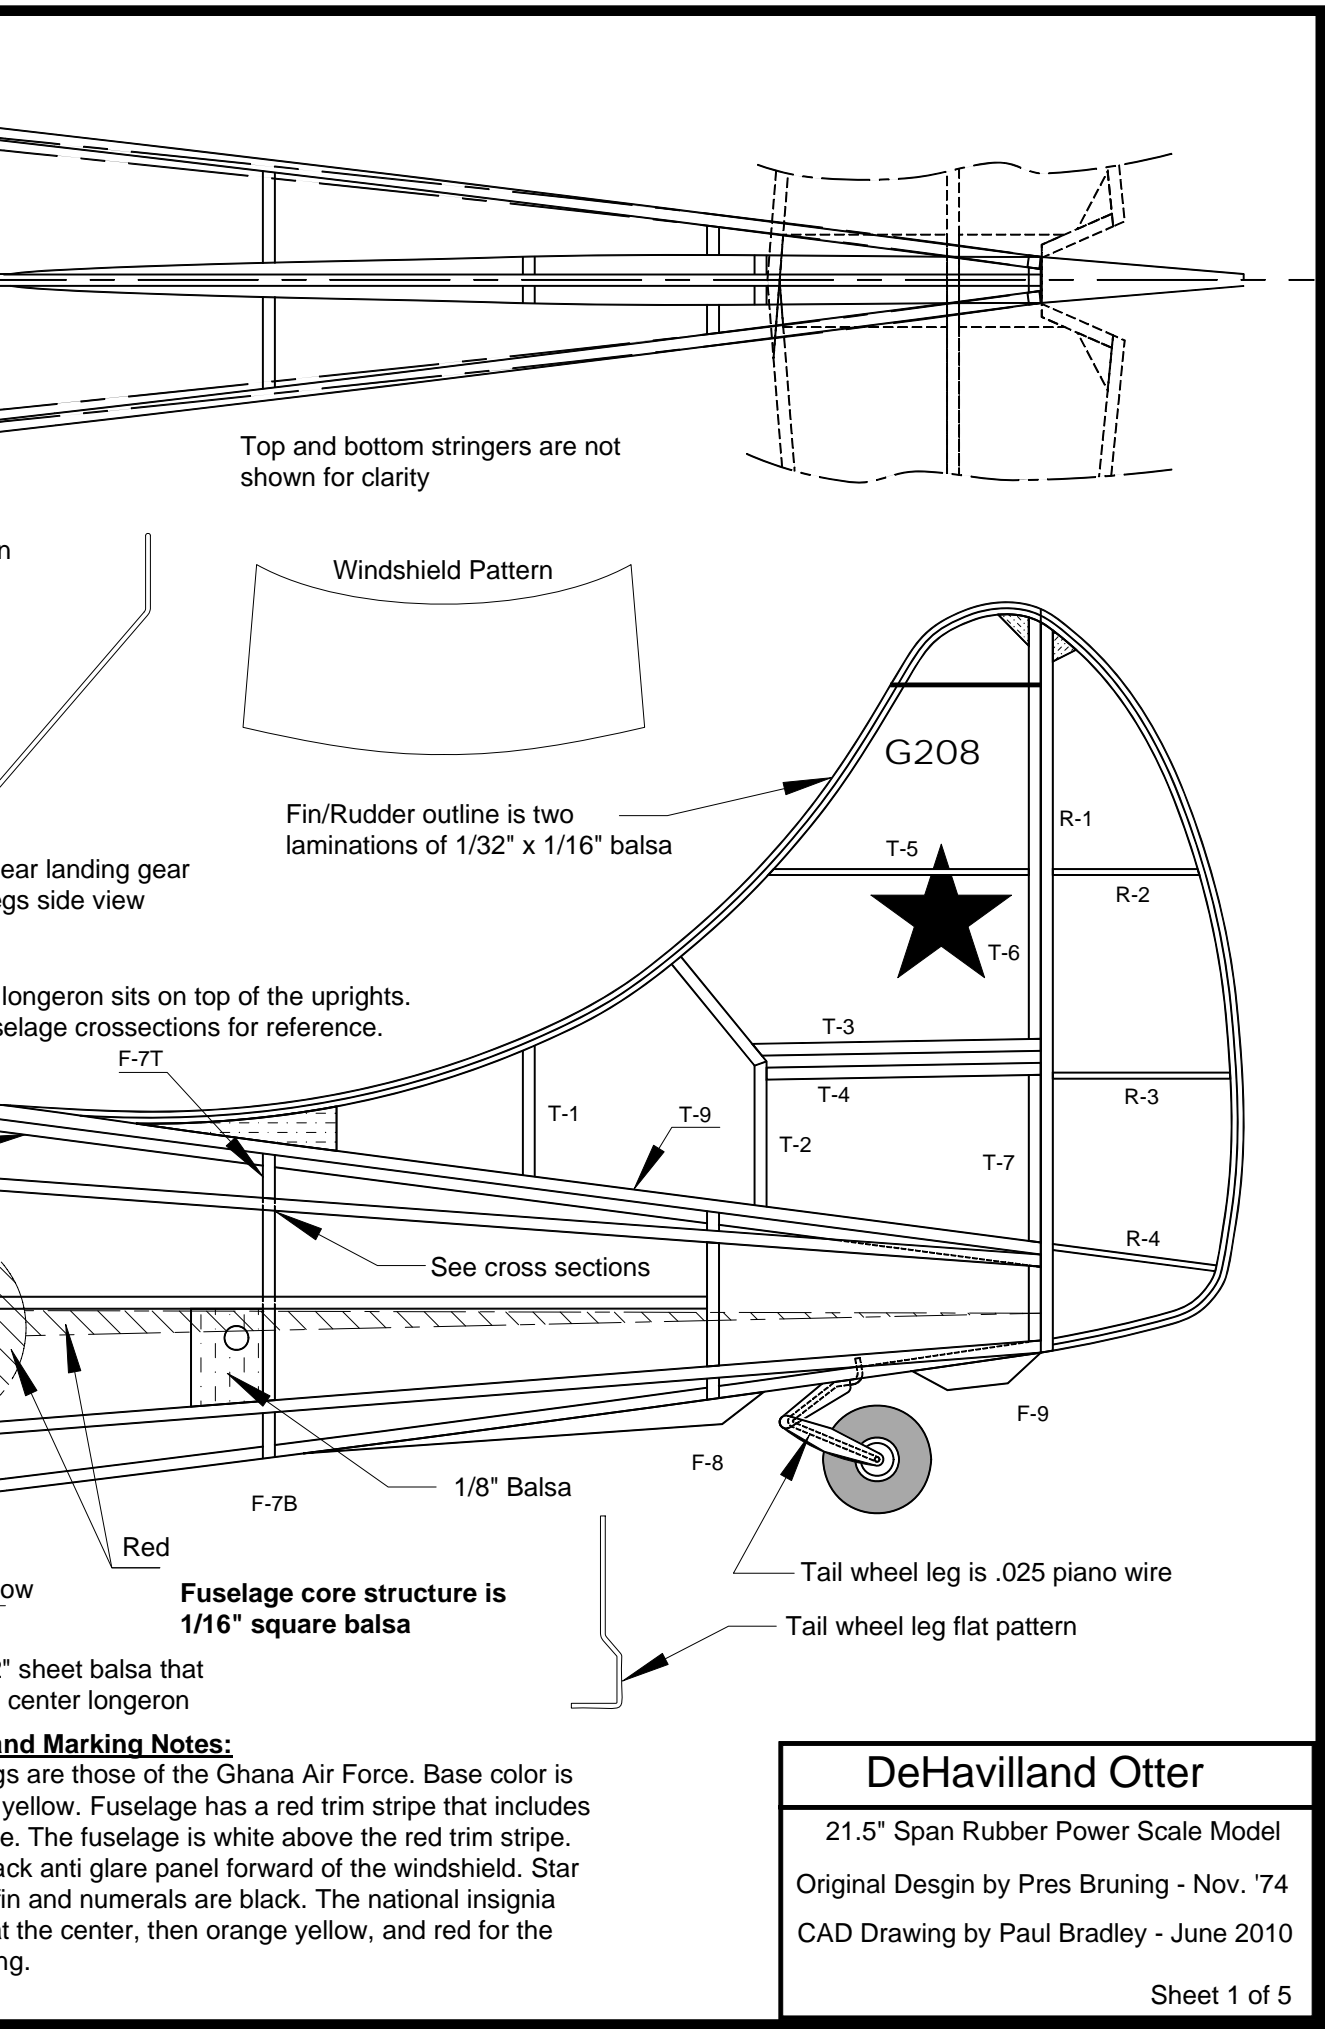 Top and bottom stringers are not
shown for clarity
n
Windshield Pattern
G208
Fin/Rudder outline is two
laminations of 1/32" x 1/16" balsa
R-1
T-5
ear landing gear
egs side view
R-2
T-6
longeron sits on top of the uprights.
selage crossections for reference.
T-3
F-7T
T-4
R-3
T-1
T-9
T-2
T-7
R-4
See cross sections
F-9
F-8
1/8" Balsa
F-7B
Red
Tail wheel leg is .025 piano wire
ow
Fuselage core structure is
1/16" square balsa
Tail wheel leg flat pattern
2" sheet balsa that
center longeron
and Marking Notes:
gs are those of the Ghana Air Force. Base color is
yellow. Fuselage has a red trim stripe that includes
e. The fuselage is white above the red trim stripe.
ack anti glare panel forward of the windshield. Star
fin and numerals are black. The national insignia
at the center, then orange yellow, and red for the
ng.
DeHavilland Otter
21.5" Span Rubber Power Scale Model
Original Desgin by Pres Bruning - Nov. '74
CAD Drawing by Paul Bradley - June 2010
Sheet 1 of 5